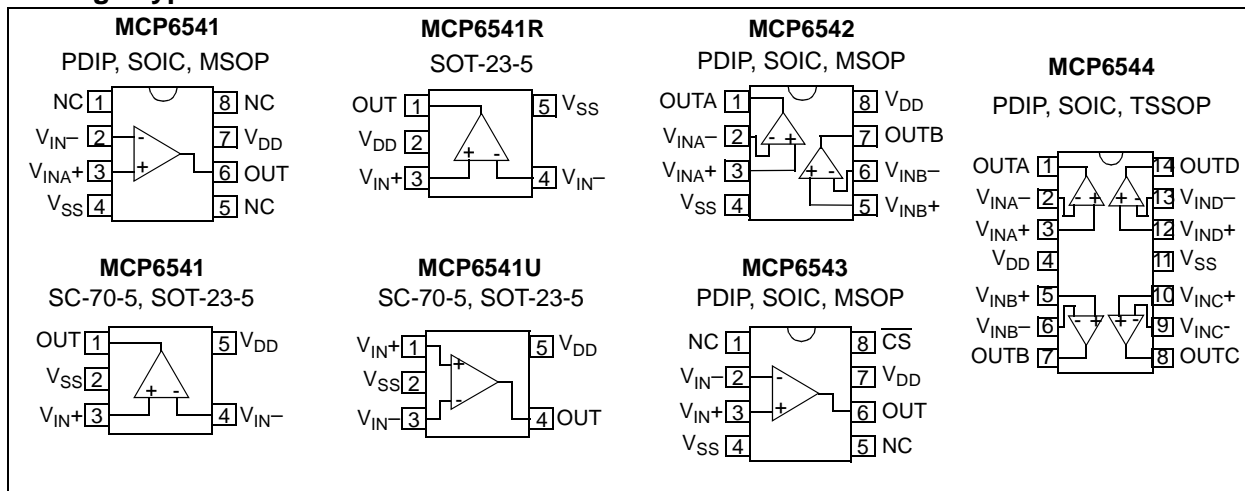 MCP6541
PDIP, SOIC, MSOP
NC 1
8 NC
VIN– 2
7 VDD
VINA+ 3
6 OUT
VSS 4
5 NC
- +
MCP6541R
SOT-23-5
OUT 1
5 VSS
VDD 2
VIN+ 3
4 VIN–
+ -
MCP6542
PDIP, SOIC, MSOP
OUTA 1
8 VDD
VINA– 2
7 OUTB
VINA+ 3
6 VINB–
VSS 4
5 VINB+
- +
+ -
MCP6544
PDIP, SOIC, TSSOP
OUTA 1
14 OUTD
VINA– 2
13 VIND–
VINA+ 3
12 VIND+
VDD 4
11 VSS
VINB+ 5
10 VINC+
VINB– 6
9 VINC-
OUTB 7
8 OUTC
- +
+ -
- +
+ -
MCP6541
SC-70-5, SOT-23-5
OUT 1
5 VDD
VSS 2
VIN+ 3
4 VIN–
+ -
MCP6541U
SC-70-5, SOT-23-5
VIN+ 1
5 VDD
VSS 2
VIN– 3
4 OUT
+ -
MCP6543
PDIP, SOIC, MSOP
NC 1
8 CS
VIN– 2
7 VDD
VIN+ 3
6 OUT
VSS 4
5 NC
- +